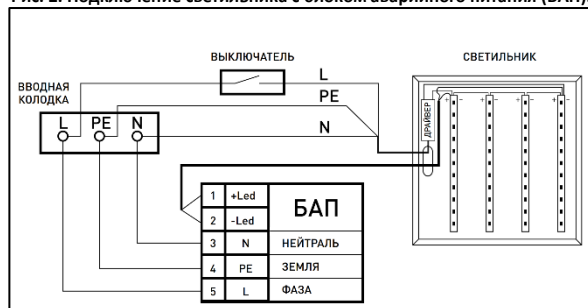 Рис. 2. Подключение светильника с блоком аварийного питания (БАП).
ВЫКЛЮЧАТЕЛЬ
СВЕТИЛЬНИК
L
ВВОДНАЯ
КОЛОДКА
PE
L PE N
N
ДРАЙВЕР
+ - + - + - + -
1 +Led
БАП
2 -Led
3 N НЕЙТРАЛЬ
4 PE ЗЕМЛЯ
5 L ФАЗА